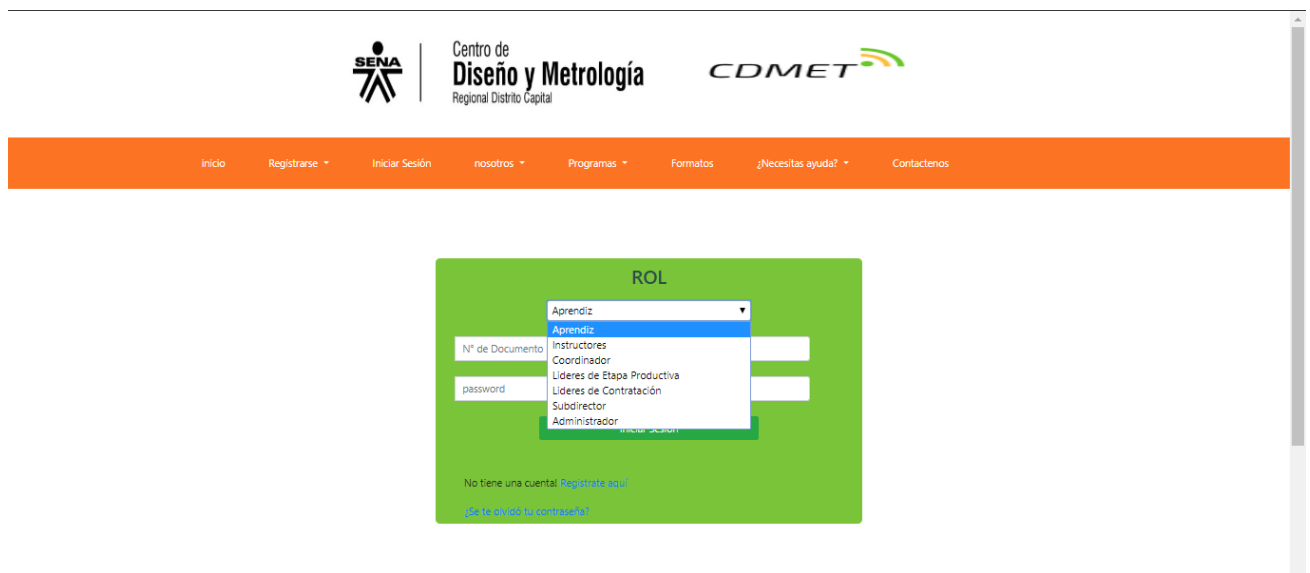 SENA
Centro de
Diseño y Metrología
Regional Distrito Capital
CDMET
inicio Registrarse Iniciar Sesión nosotros Programas Formatos ¿Necesitas ayuda? Contactenos
ROL
Aprendiz
Aprendiz
Instructores
Coordinador
Lideres de Etapa Productiva
Lideres de Contratación
Subdirector
Administrador
N° de Documento
password
Iniciar Sesión
No tiene una cuenta! Registrate aquí
¿Se te olvidó tu contraseña?